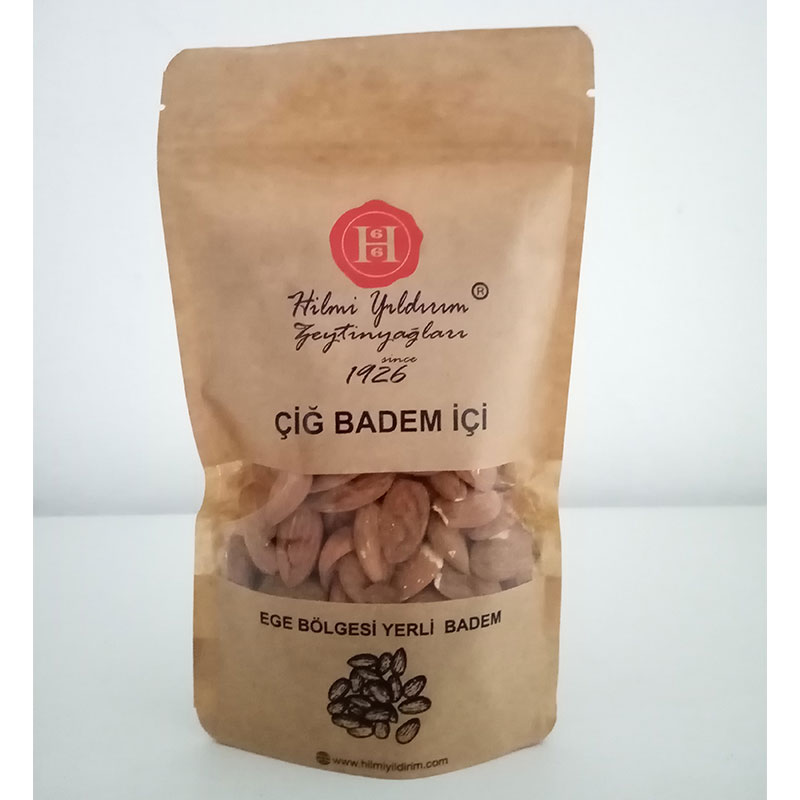 H
6
6
Hilmi Yıldırım ®
Zeytinyağları
since
1926
ÇİĞ BADEM İÇİ
EGE BÖLGESİ YERLİ BADEM
www.hilmiyildirim.com